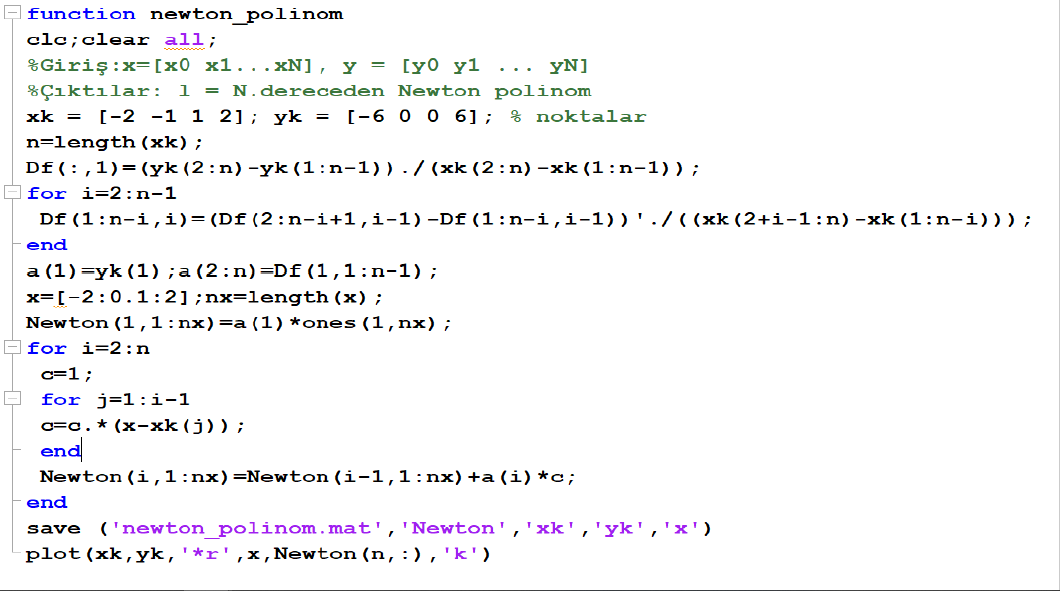 function newton_polinom
clc;clear all;
%Giriş:x=[x0 x1...xN], y = [y0 y1 ... yN]
%Çıktılar: l = N.dereceden Newton polinom
xk = [-2 -1 1 2]; yk = [-6 0 0 6]; % noktalar
n=length(xk);
Df(:,1)=(yk(2:n)-yk(1:n-1))./(xk(2:n)-xk(1:n-1));
for i=2:n-1
Df(1:n-i,i)=(Df(2:n-i+1,i-1)-Df(1:n-i,i-1))'./((xk(2+i-1:n)-xk(1:n-i)));
end
a(1)=yk(1);a(2:n)=Df(1,1:n-1);
x=[-2:0.1:2];nx=length(x);
Newton(1,1:nx)=a(1)*ones(1,nx);
for i=2:n
c=1;
for j=1:i-1
c=c.*(x-xk(j));
end
Newton(i,1:nx)=Newton(i-1,1:nx)+a(i)*c;
end
save ('newton_polinom.mat','Newton','xk','yk','x')
plot(xk,yk,'*r',x,Newton(n,:),'k')